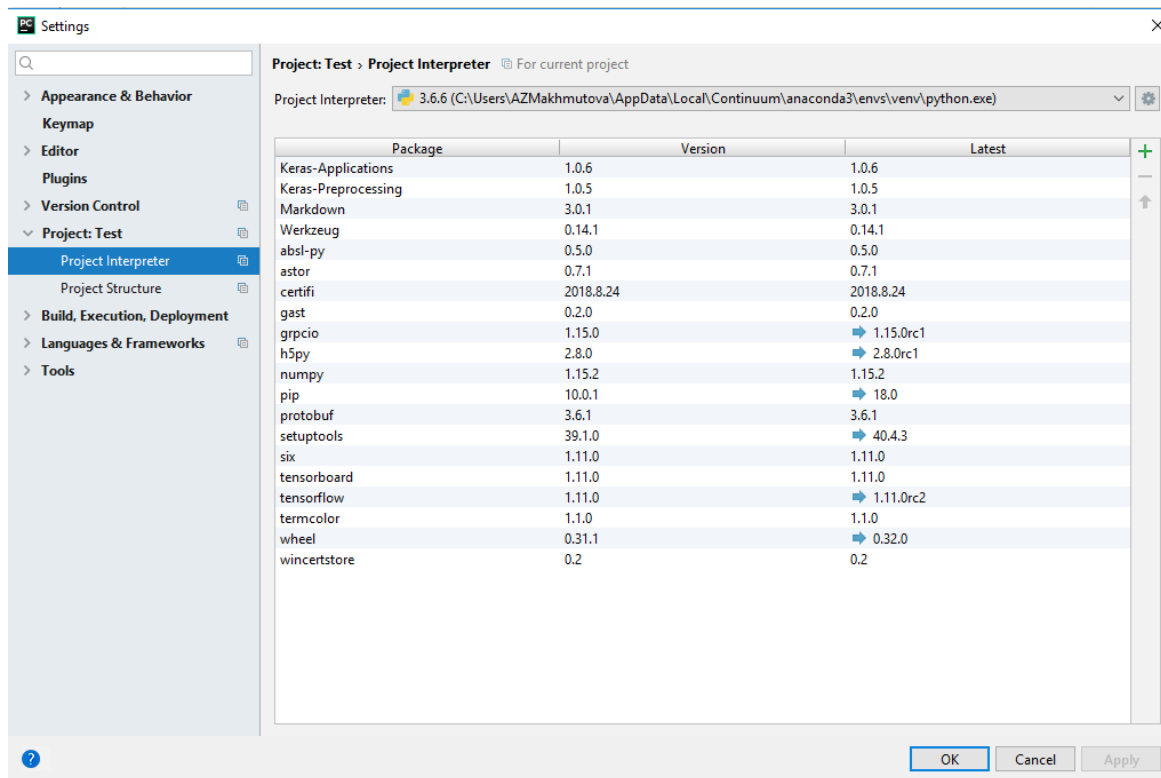 PC Settings
Project: Test › Project Interpreter For current project
Appearance & Behavior
Keymap
Editor
Plugins
Version Control
Project: Test
Project Interpreter
Project Structure
Build, Execution, Deployment
Languages & Frameworks
Tools
Project Interpreter: 3.6.6 (C:\Users\AZMakhmutova\AppData\Local\Continuum\anaconda3\envs\venv\python.exe)
Package Version Latest
Keras-Applications 1.0.6 1.0.6
Keras-Preprocessing 1.0.5 1.0.5
Markdown 3.0.1 3.0.1
Werkzeug 0.14.1 0.14.1
absl-py 0.5.0 0.5.0
astor 0.7.1 0.7.1
certifi 2018.8.24 2018.8.24
gast 0.2.0 0.2.0
grpcio 1.15.0 1.15.0rc1
h5py 2.8.0 2.8.0rc1
numpy 1.15.2 1.15.2
pip 10.0.1 18.0
protobuf 3.6.1 3.6.1
setuptools 39.1.0 40.4.3
six 1.11.0 1.11.0
tensorboard 1.11.0 1.11.0
tensorflow 1.11.0 1.11.0rc2
termcolor 1.1.0 1.1.0
wheel 0.31.1 0.32.0
wincertstore 0.2 0.2
? OK Cancel Apply